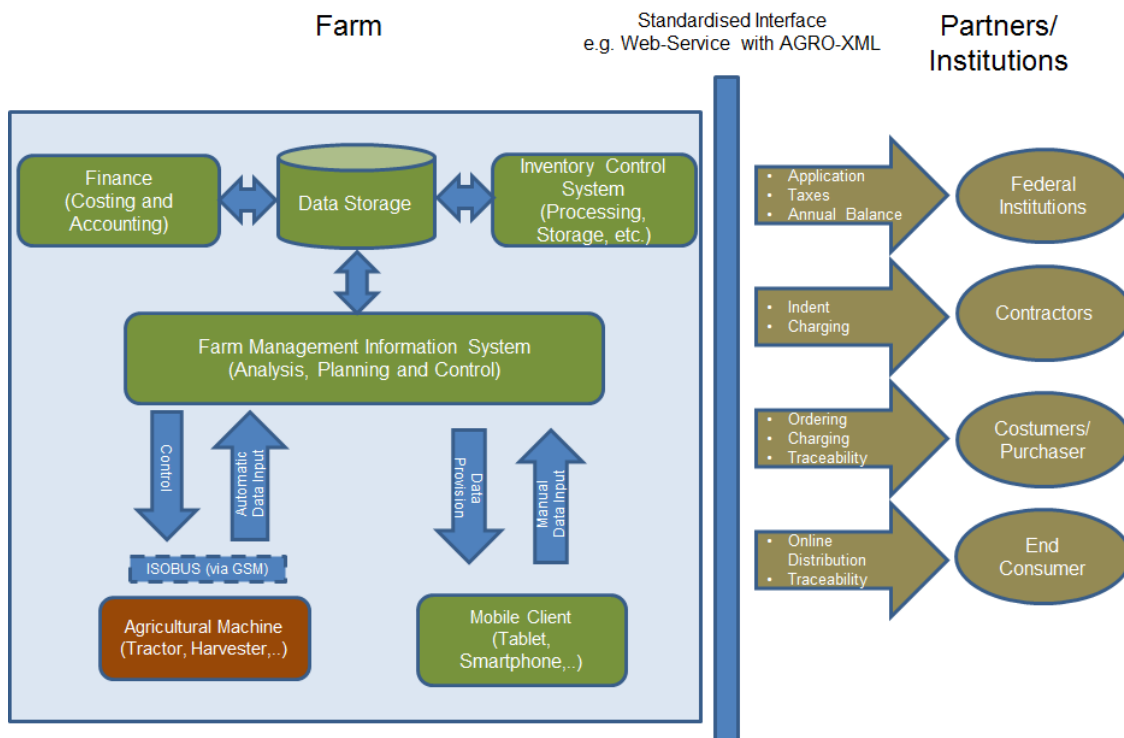 Farm
Standardised Interface
e.g. Web-Service with AGRO-XML
Partners/
Institutions
Finance
(Costing and
Accounting)
Data Storage
Inventory Control
System
(Processing,
Storage, etc.)
Farm Management Information System
(Analysis, Planning and Control)
Control
Automatic
Data Input
Data
Provision
Manual
Data Input
ISOBUS (via GSM)
Agricultural Machine
(Tractor, Harvester,..)
Mobile Client
(Tablet,
Smartphone,..)
• Application
• Taxes
• Annual Balance
Federal
Institutions
• Indent
• Charging
Contractors
• Ordering
• Charging
• Traceability
Costumers/
Purchaser
• Online
Distribution
• Traceability
End
Consumer